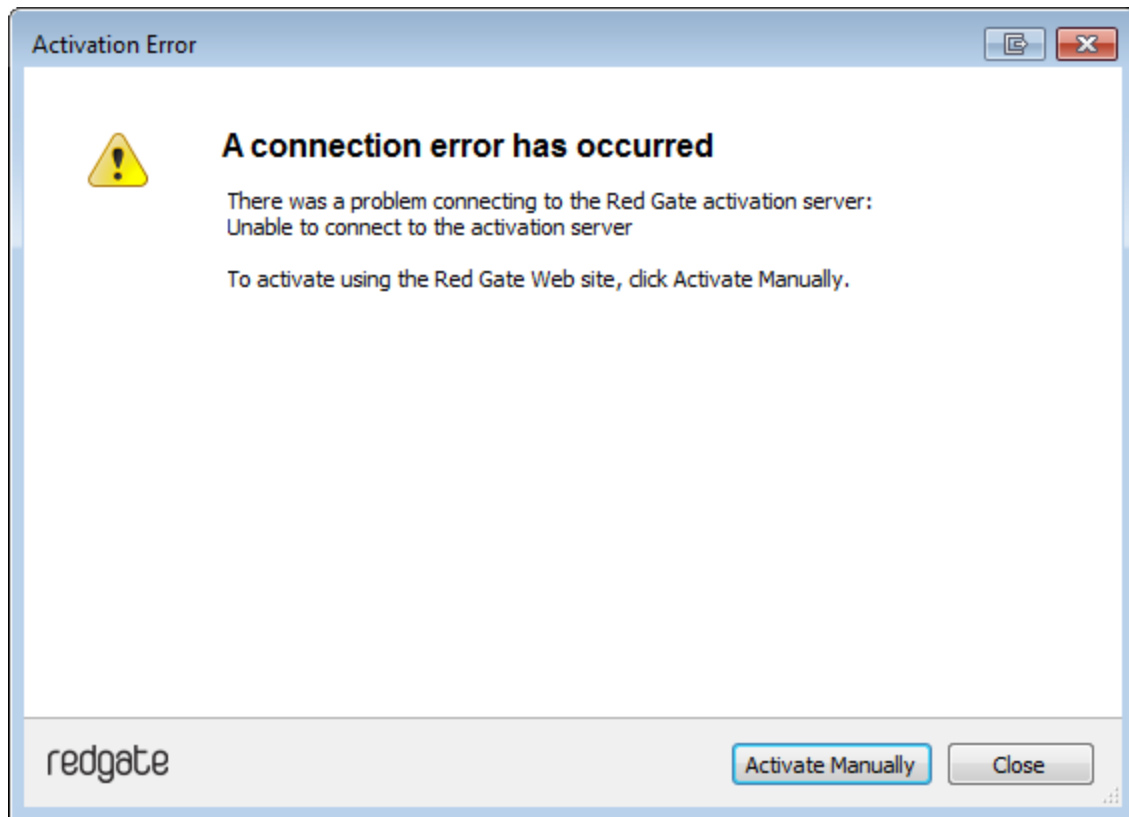 Activation Error
A connection error has occurred
There was a problem connecting to the Red Gate activation server:
Unable to connect to the activation server
To activate using the Red Gate Web site, click Activate Manually.
redgate
Activate Manually
Close